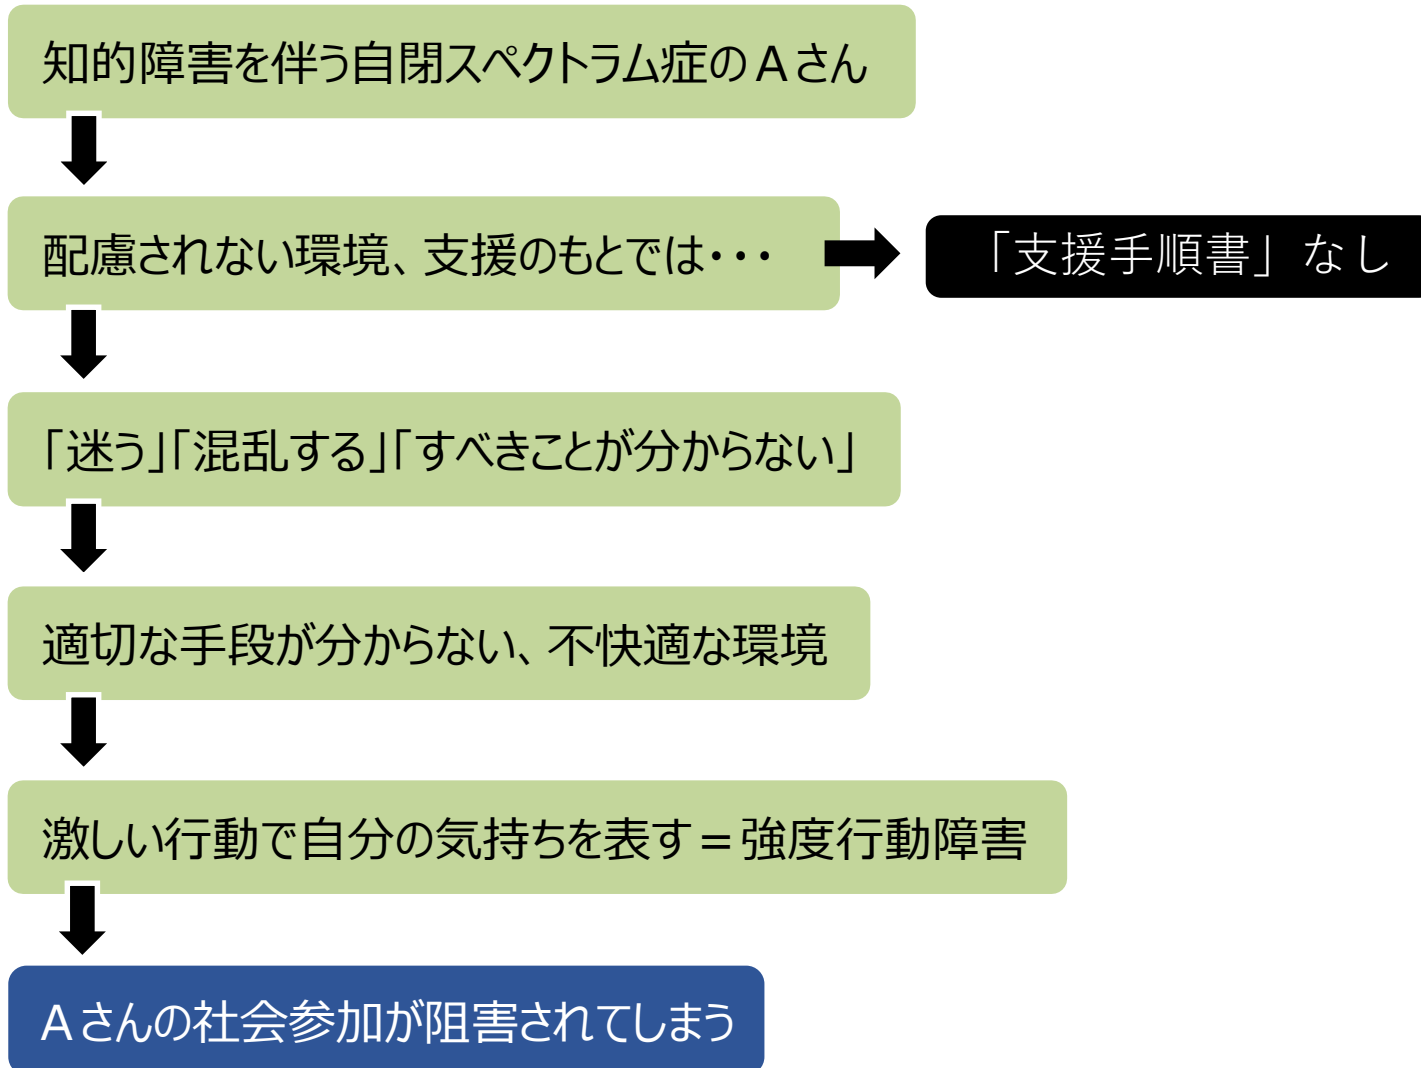 知的障害を伴う自閉スペクトラム症のAさん
配慮されない環境、支援のもとでは・・・
「支援手順書」なし
「迷う」「混乱する」「すべきことが分からない」
適切な手段が分からない、不快適な環境
激しい行動で自分の気持ちを表す＝強度行動障害
Aさんの社会参加が阻害されてしまう